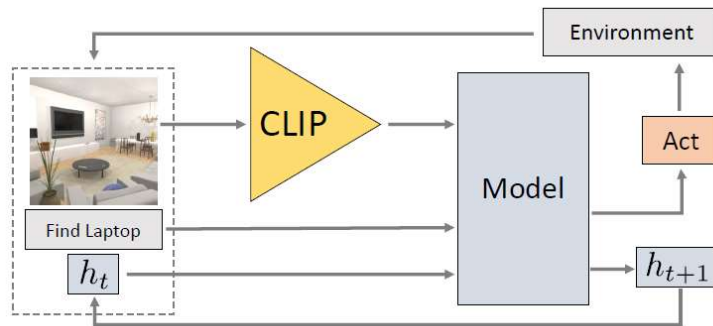 Environment
CLIP
Act
Model
Find Laptop
h_t
h_{t+1}